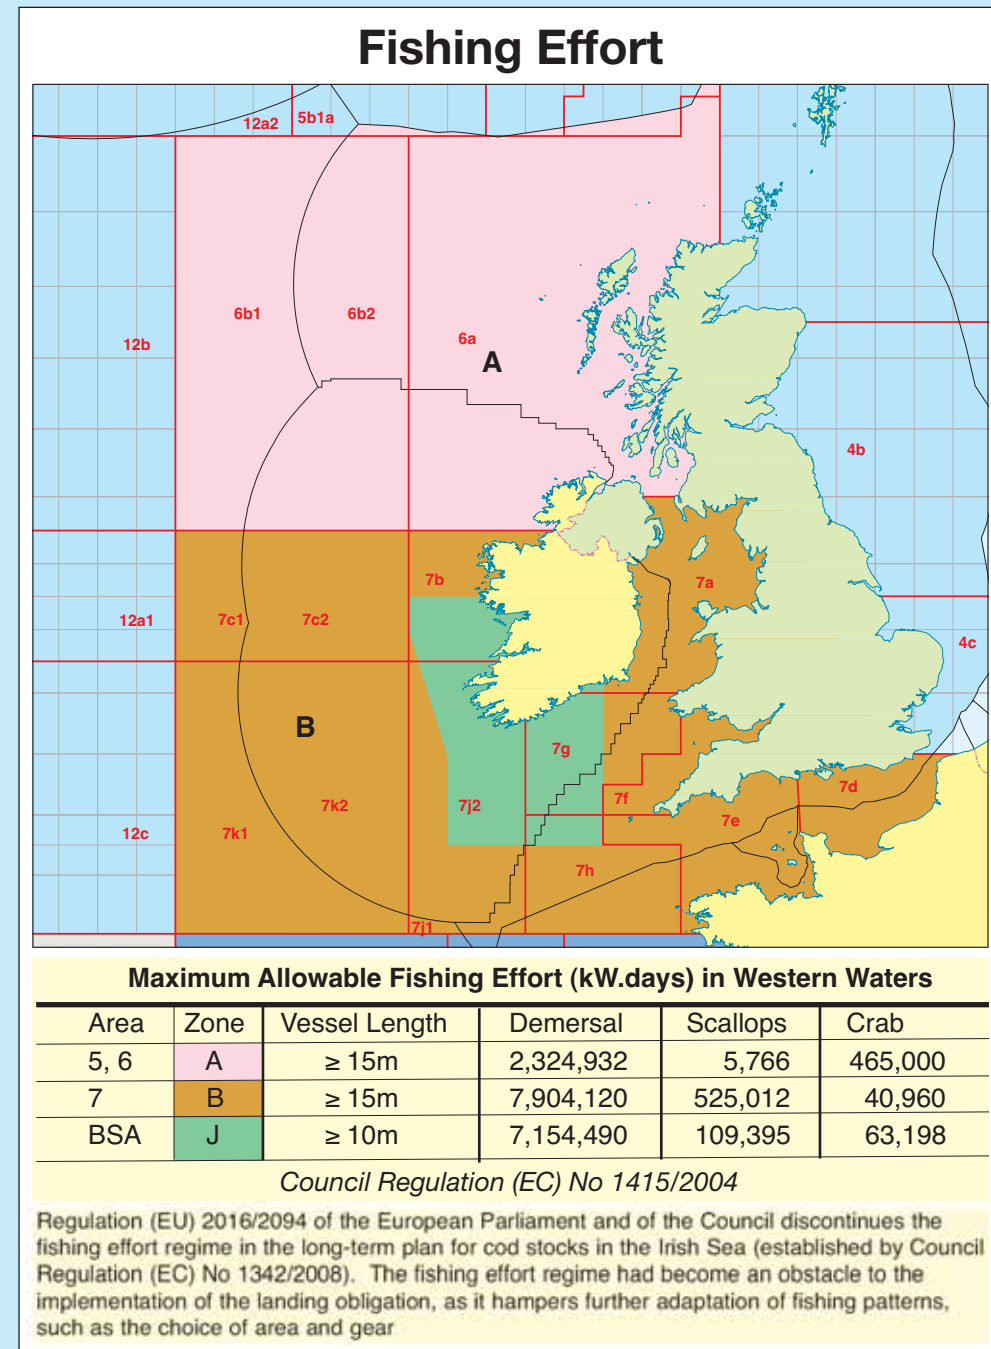 Fishing Effort
12a2
5b1a
6b1
6b2
6a
12b
A
4b
7b
7a
12a1
7c1
7c2
4c
B
7g
7d
7k2
7j2
7f
7e
12c
7k1
7h
7j1
Maximum Allowable Fishing Effort (kW.days) in Western Waters
Area Zone Vessel Length Demersal Scallops Crab
5, 6 A ≥ 15m 2,324,932 5,766 465,000
7 B ≥ 15m 7,904,120 525,012 40,960
BSA J ≥ 10m 7,154,490 109,395 63,198
Council Regulation (EC) No 1415/2004
Regulation (EU) 2016/2094 of the European Parliament and of the Council discontinues the
fishing effort regime in the long-term plan for cod stocks in the Irish Sea (established by Council
Regulation (EC) No 1342/2008). The fishing effort regime had become an obstacle to the
implementation of the landing obligation, as it hampers further adaptation of fishing patterns,
such as the choice of area and gear